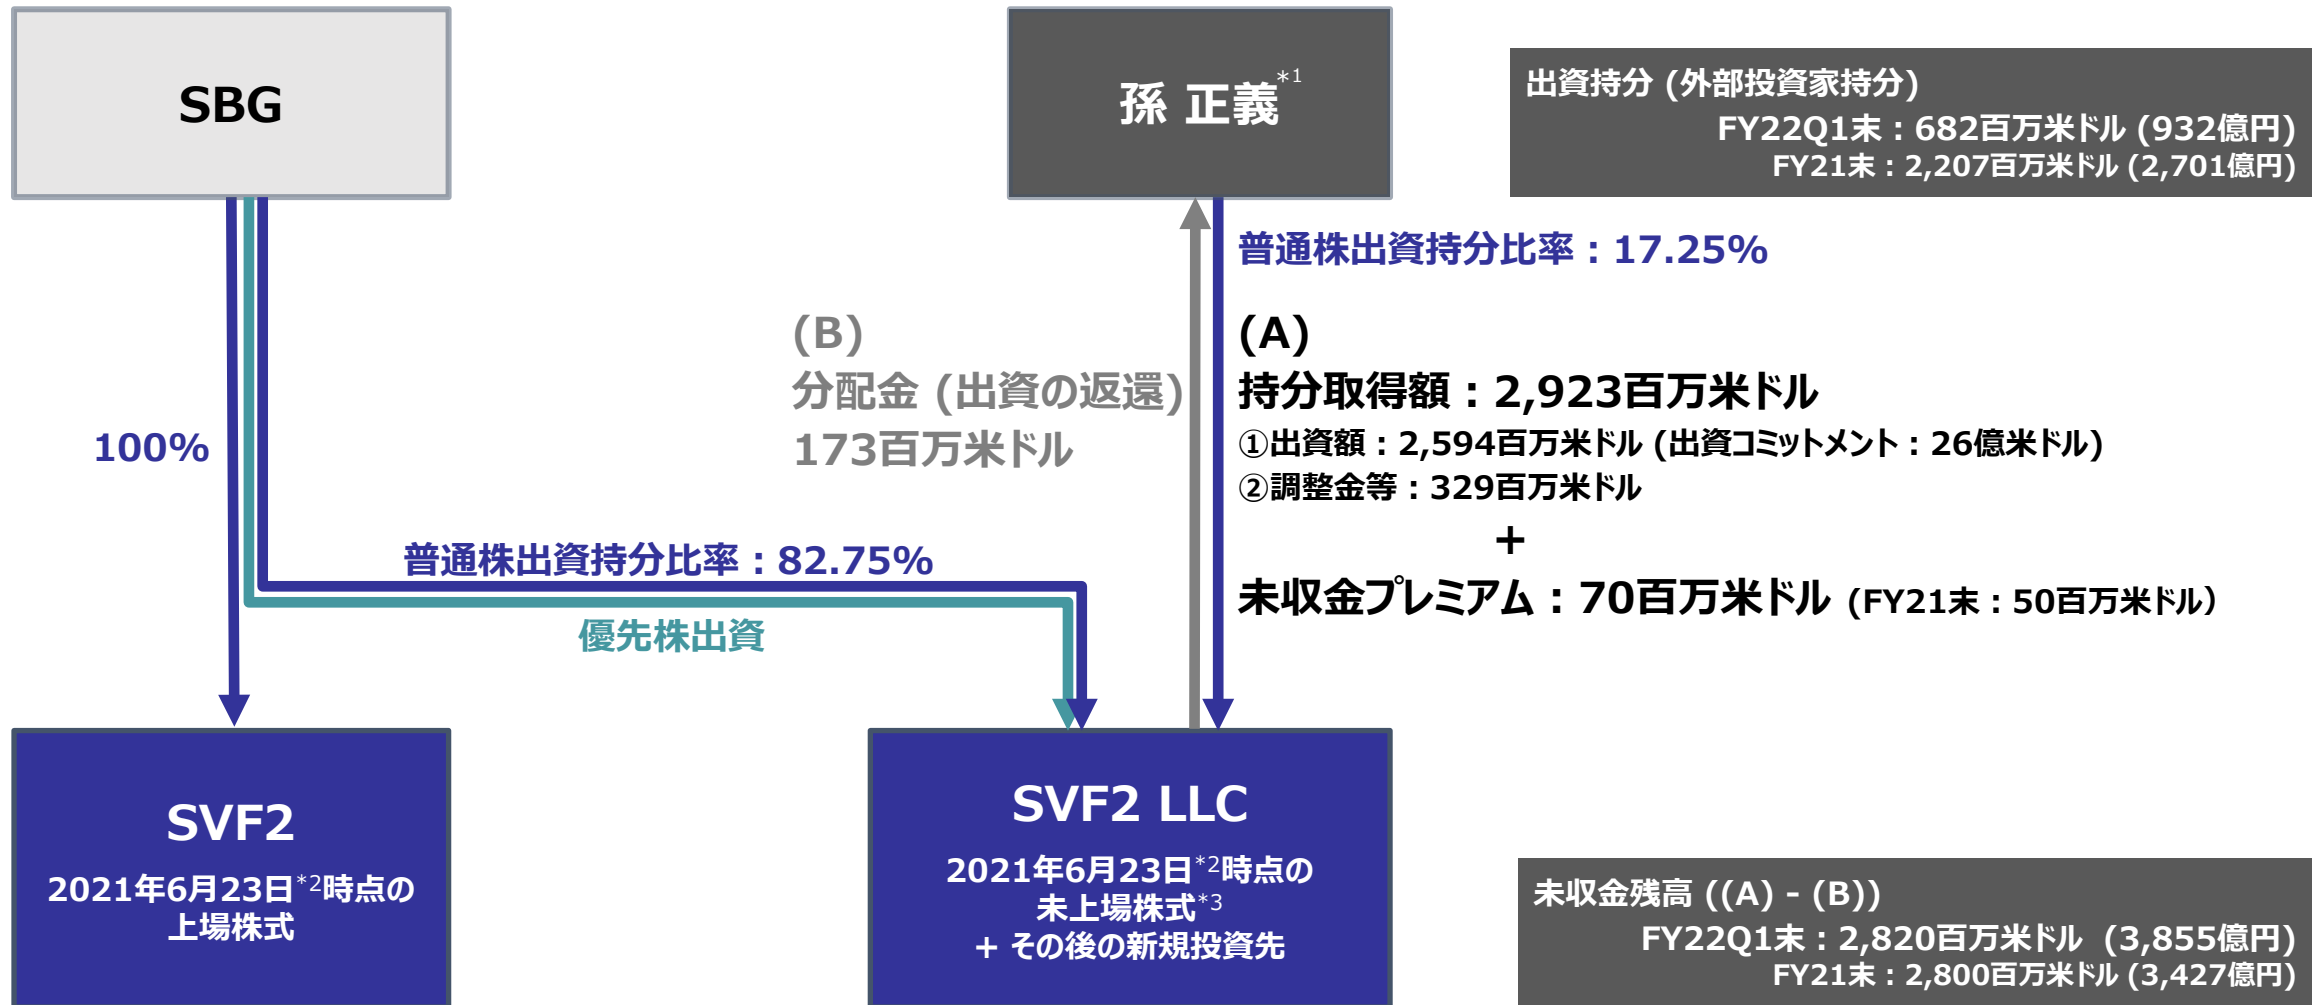 SBG
孫 正義*1
出資持分 (外部投資家持分)
FY22Q1末：682百万米ドル (932億円)
FY21末：2,207百万米ドル (2,701億円)
普通株出資持分比率：17.25%
(B)
分配金 (出資の返還)
173百万米ドル
(A)
持分取得額：2,923百万米ドル
①出資額：2,594百万米ドル (出資コミットメント：26億米ドル)
②調整金等：329百万米ドル
+
未収金プレミアム：70百万米ドル (FY21末：50百万米ドル）
100%
普通株出資持分比率：82.75%
優先株出資
SVF2
2021年6月23日*2時点の
上場株式
SVF2 LLC
2021年6月23日*2時点の
未上場株式*3
+ その後の新規投資先
未収金残高 ((A) - (B))
FY22Q1末：2,820百万米ドル (3,855億円)
FY21末：2,800百万米ドル (3,427億円)